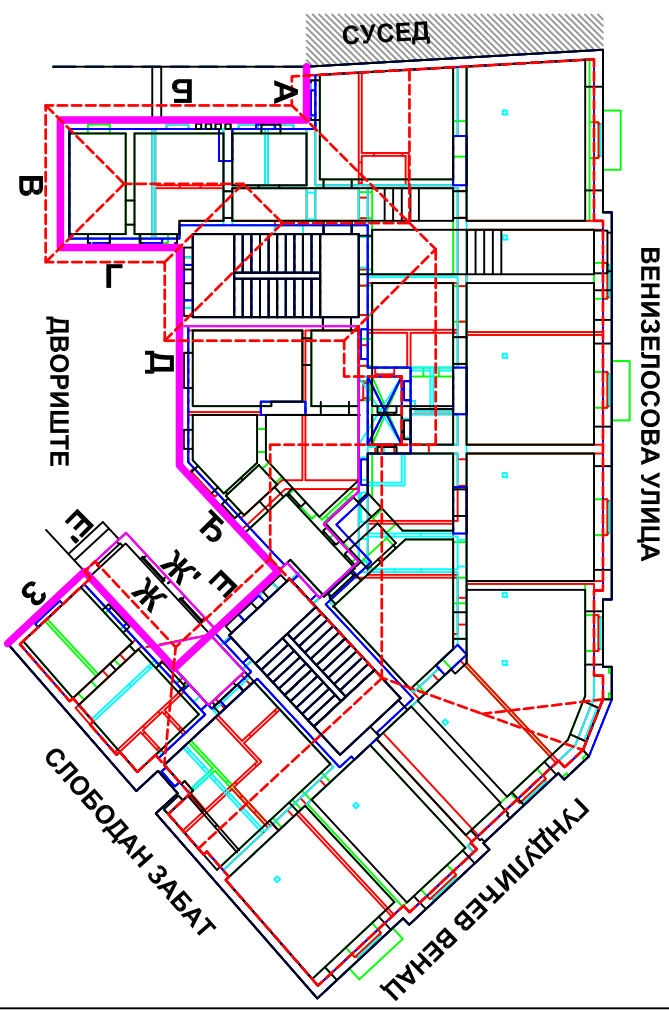 СУСЕД
А
Б
В
Г
Д
Ђ
Е
Е'
Ж'
Ж
З
ДВОРИШТЕ
ВЕНИЗЕЛОСОВА УЛИЦА
ГУНДУЛИЋЕВ ВЕНАЦ
СЛОБОДАН ЗАБАТ